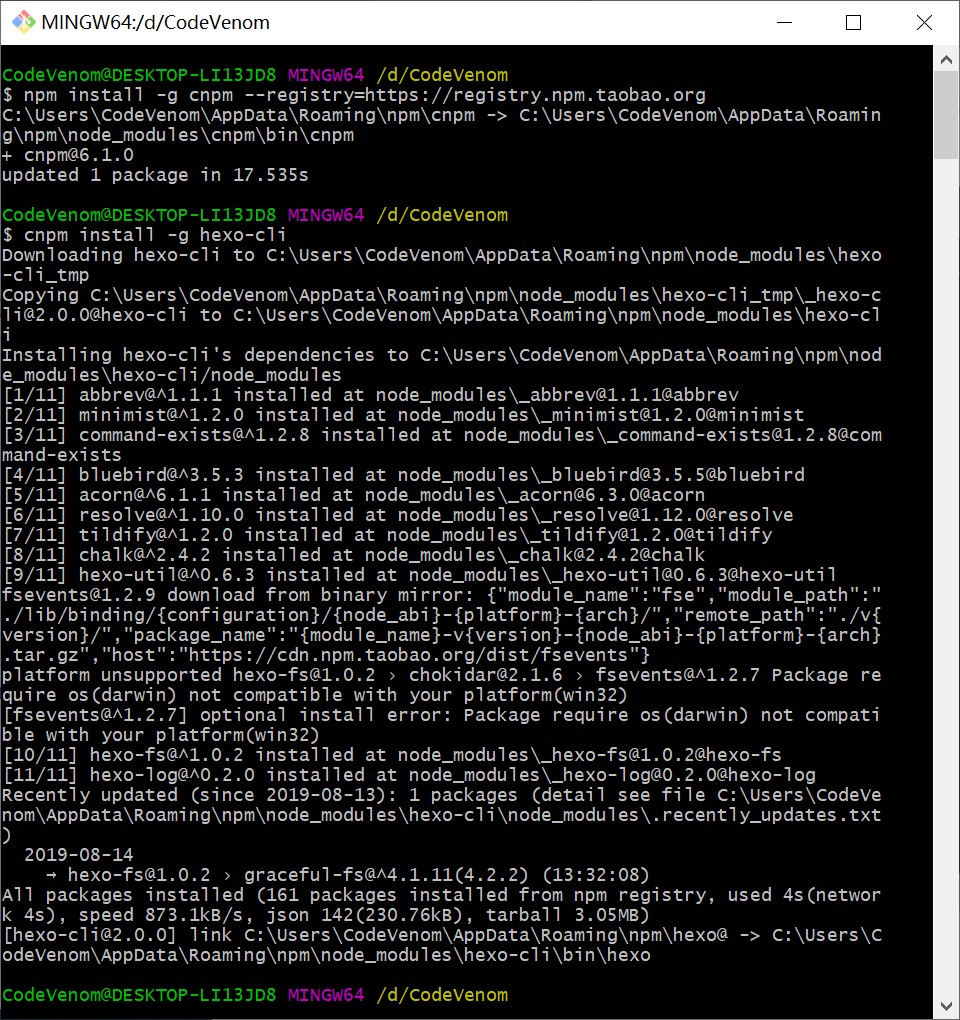 MINGW64:/d/CodeVenom
CodeVenom@DESKTOP-LI13JD8 MINGW64 /d/CodeVenom
$ npm install -g cnpm --registry=https://registry.npm.taobao.org
C:\Users\CodeVenom\AppData\Roaming\npm\cnpm -> C:\Users\CodeVenom\AppData\Roamin
g\npm\node_modules\cnpm\bin\cnpm
+ cnpm@6.1.0
updated 1 package in 17.535s
CodeVenom@DESKTOP-LI13JD8 MINGW64 /d/CodeVenom
$ cnpm install -g hexo-cli
Downloading hexo-cli to C:\Users\CodeVenom\AppData\Roaming\npm\node_modules\hexo
-cli_tmp
Copying C:\Users\CodeVenom\AppData\Roaming\npm\node_modules\hexo-cli_tmp\_hexo-c
li@2.0.0@hexo-cli to C:\Users\CodeVenom\AppData\Roaming\npm\node_modules\hexo-cl
i
Installing hexo-cli's dependencies to C:\Users\CodeVenom\AppData\Roaming\npm\nod
e_modules\hexo-cli/node_modules
[1/11] abbrev@^1.1.1 installed at node_modules\_abbrev@1.1.1@abbrev
[2/11] minimist@^1.2.0 installed at node_modules\_minimist@1.2.0@minimist
[3/11] command-exists@^1.2.8 installed at node_modules\_command-exists@1.2.8@com
mand-exists
[4/11] bluebird@^3.5.3 installed at node_modules\_bluebird@3.5.5@bluebird
[5/11] acorn@^6.1.1 installed at node_modules\_acorn@6.3.0@acorn
[6/11] resolve@^1.10.0 installed at node_modules\_resolve@1.12.0@resolve
[7/11] tildify@^1.2.0 installed at node_modules\_tildify@1.2.0@tildify
[8/11] chalk@^2.4.2 installed at node_modules\_chalk@2.4.2@chalk
[9/11] hexo-util@^0.6.3 installed at node_modules\_hexo-util@0.6.3@hexo-util
fsevents@1.2.9 download from binary mirror: {"module_name":"fse","module_path":"
./lib/binding/{configuration}/{node_abi}-{platform}-{arch}/","remote_path":"./v{
version}/","package_name":"{module_name}-v{version}-{node_abi}-{platform}-{arch}
.tar.gz","host":"https://cdn.npm.taobao.org/dist/fsevents"}
platform unsupported hexo-fs@1.0.2 › chokidar@2.1.6 › fsevents@^1.2.7 Package re
quire os(darwin) not compatible with your platform(win32)
[fsevents@^1.2.7] optional install error: Package require os(darwin) not compati
ble with your platform(win32)
[10/11] hexo-fs@^1.0.2 installed at node_modules\_hexo-fs@1.0.2@hexo-fs
[11/11] hexo-log@^0.2.0 installed at node_modules\_hexo-log@0.2.0@hexo-log
Recently updated (since 2019-08-13): 1 packages (detail see file C:\Users\CodeVe
nom\AppData\Roaming\npm\node_modules\hexo-cli\node_modules\.recently_updates.txt
)
2019-08-14
→ hexo-fs@1.0.2 › graceful-fs@^4.1.11(4.2.2) (13:32:08)
All packages installed (161 packages installed from npm registry, used 4s(networ
k 4s), speed 873.1kB/s, json 142(230.76kB), tarball 3.05MB)
[hexo-cli@2.0.0] link C:\Users\CodeVenom\AppData\Roaming\npm\hexo@ -> C:\Users\C
odeVenom\AppData\Roaming\npm\node_modules\hexo-cli\bin\hexo
CodeVenom@DESKTOP-LI13JD8 MINGW64 /d/CodeVenom